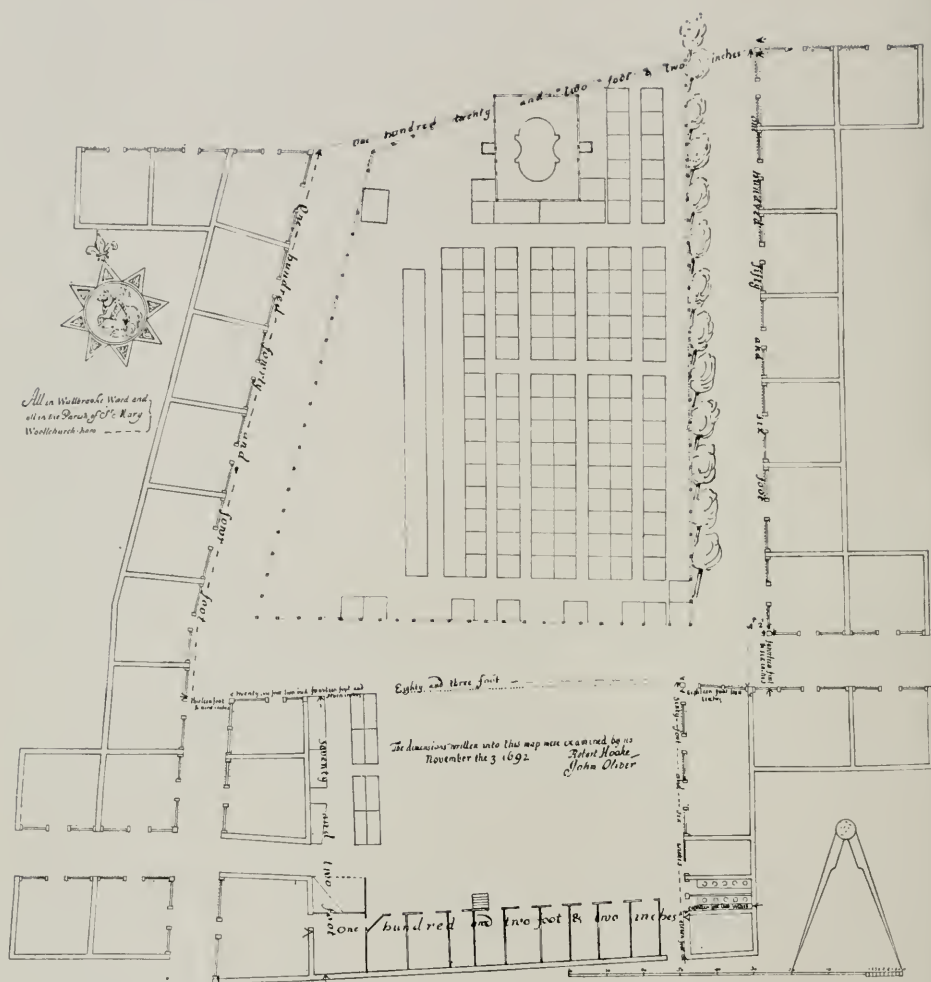 one hundred twenty and two foot & two inches
one hundred fifty and six foot
One-hundred-fourty-and-four-foot
All in Wallbrooke Ward and
all in the Parish of St. Mary
Woollchurch-haw
Eighty and three foot
The dimensions written into this map were examined by us
November the 3 1692
Robert Hooke
John Oliver
Seventy and two foot
Sixty-foot and six inches
One hundred and two foot & two inches